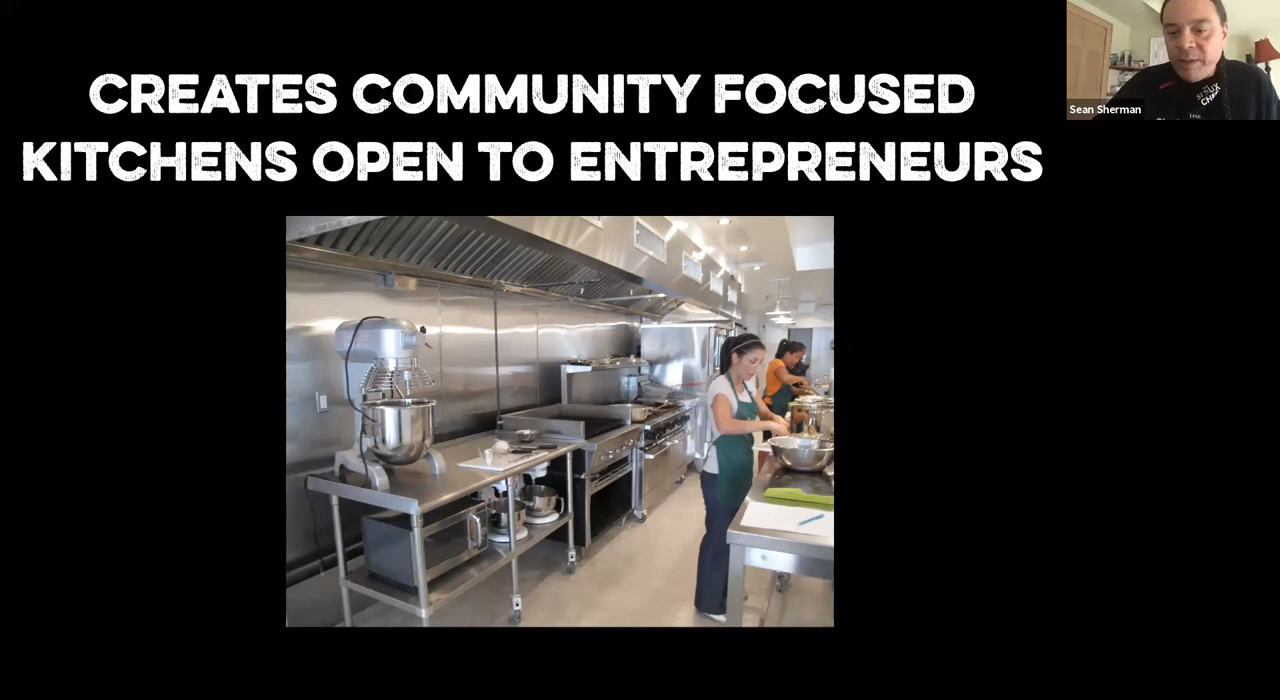 CREATES COMMUNITY FOCUSED
KITCHENS OPEN TO ENTREPRENEURS
Sean Sherman